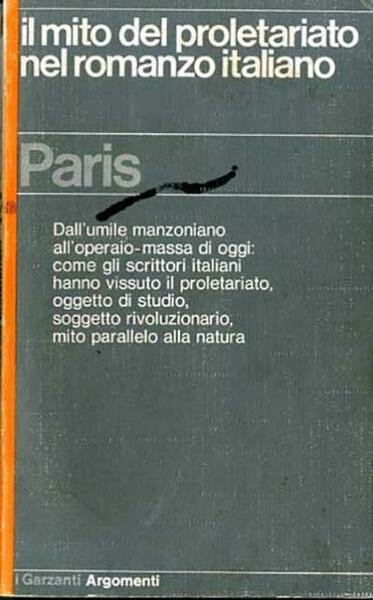 il mito del proletariato
nel romanzo italiano
Paris
Dall'umile manzoniano
all'operaio-massa di oggi:
come gli scrittori italiani
hanno vissuto il proletariato,
oggetto di studio,
soggetto rivoluzionario,
mito parallelo alla natura
i Garzanti Argomenti